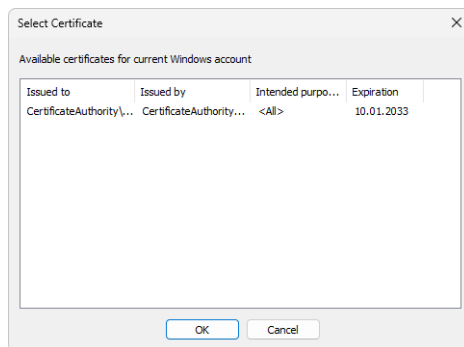 Select Certificate
Available certificates for current Windows account
Issued to Issued by Intended purpo... Expiration
CertificateAuthority\... CertificateAuthority... <All> 10.01.2033
OK Cancel